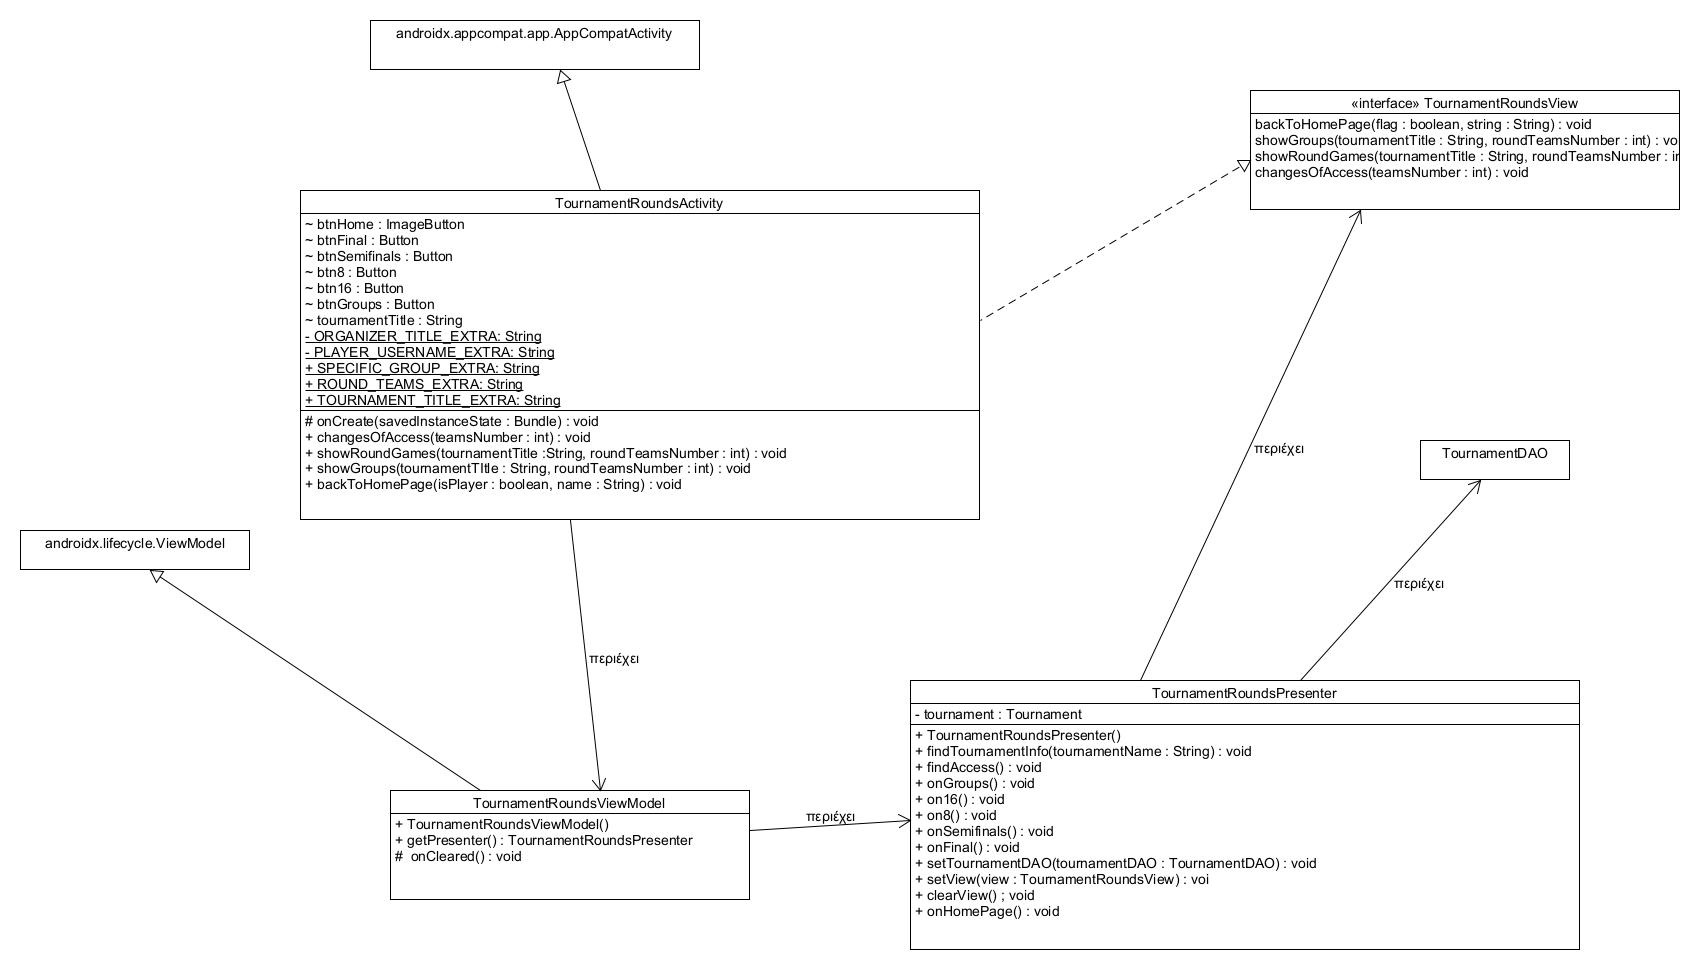 androidx.appcompat.app.AppCompatActivity
«interface» TournamentRoundsView
backToHomePage(flag : boolean, string : String) : void
showGroups(tournamentTitle : String, roundTeamsNumber : int) : vo
showRoundGames(tournamentTitle : String, roundTeamsNumber : in
changesOfAccess(teamsNumber : int) : void
TournamentRoundsActivity
~ btnHome : ImageButton
~ btnFinal : Button
~ btnSemifinals : Button
~ btn8 : Button
~ btn16 : Button
~ btnGroups : Button
~ tournamentTitle : String
- ORGANIZER_TITLE_EXTRA: String
- PLAYER_USERNAME_EXTRA: String
+ SPECIFIC_GROUP_EXTRA: String
+ ROUND_TEAMS_EXTRA: String
+ TOURNAMENT_TITLE_EXTRA: String
# onCreate(savedInstanceState : Bundle) : void
+ changesOfAccess(teamsNumber : int) : void
+ showRoundGames(tournamentTitle :String, roundTeamsNumber : int) : void
+ showGroups(tournamentTItle : String, roundTeamsNumber : int) : void
+ backToHomePage(isPlayer : boolean, name : String) : void
περιέχει
TournamentDAO
androidx.lifecycle.ViewModel
περιέχει
περιέχει
TournamentRoundsPresenter
- tournament : Tournament
+ TournamentRoundsPresenter()
+ findTournamentInfo(tournamentName : String) : void
+ findAccess() : void
+ onGroups() : void
+ on16() : void
+ on8() : void
+ onSemifinals() : void
+ onFinal() : void
+ setTournamentDAO(tournamentDAO : TournamentDAO) : void
+ setView(view : TournamentRoundsView) : voi
+ clearView() ; void
+ onHomePage() : void
TournamentRoundsViewModel
+ TournamentRoundsViewModel()
+ getPresenter() : TournamentRoundsPresenter
#  onCleared() : void
περιέχει